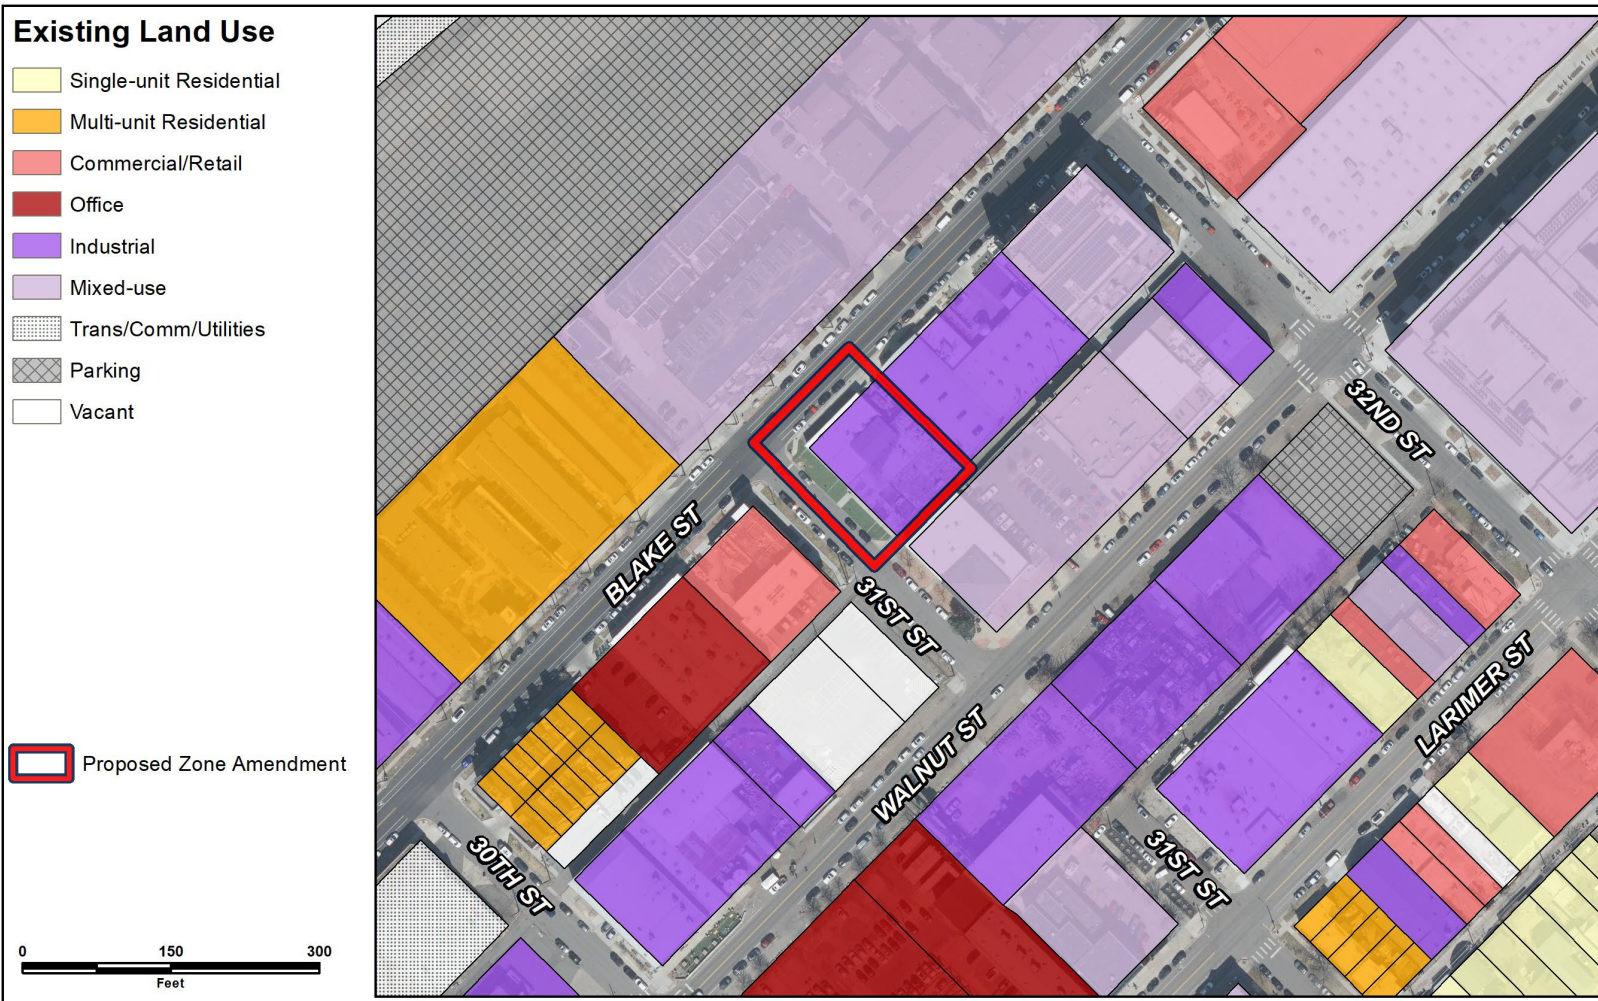 Existing Land Use
Single-unit Residential
Multi-unit Residential
Commercial/Retail
Office
Industrial
Mixed-use
Trans/Comm/Utilities
Parking
Vacant
Proposed Zone Amendment
0 150 300
Feet
32ND ST
BLAKE ST
31ST ST
LARIMER ST
WALNUT ST
30TH ST
31ST ST